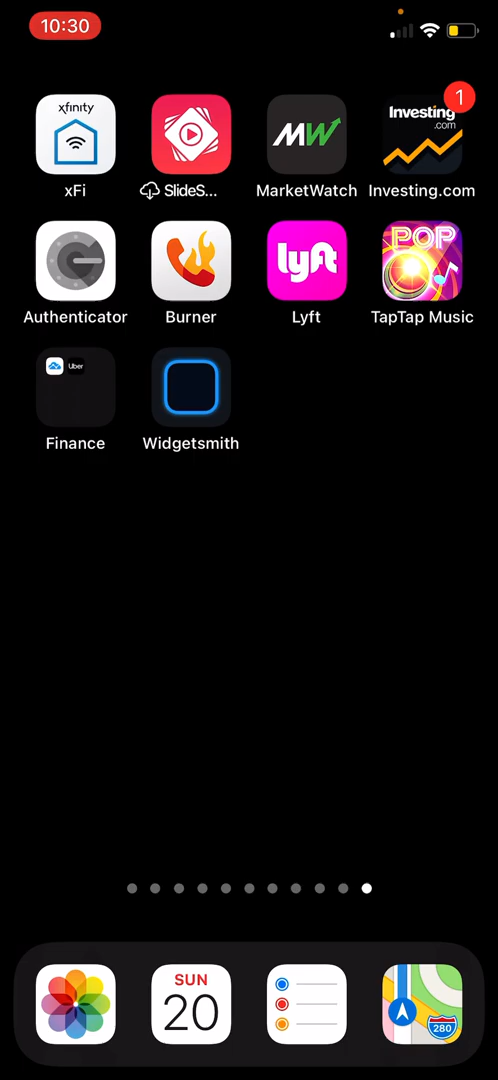 10:30
xfinity
MW
Investing
.com
1
xFi
SlideS...
MarketWatch
Investing.com
lyft
POP
Authenticator
Burner
Lyft
TapTap Music
Uber
Finance
Widgetsmith
SUN
20
280